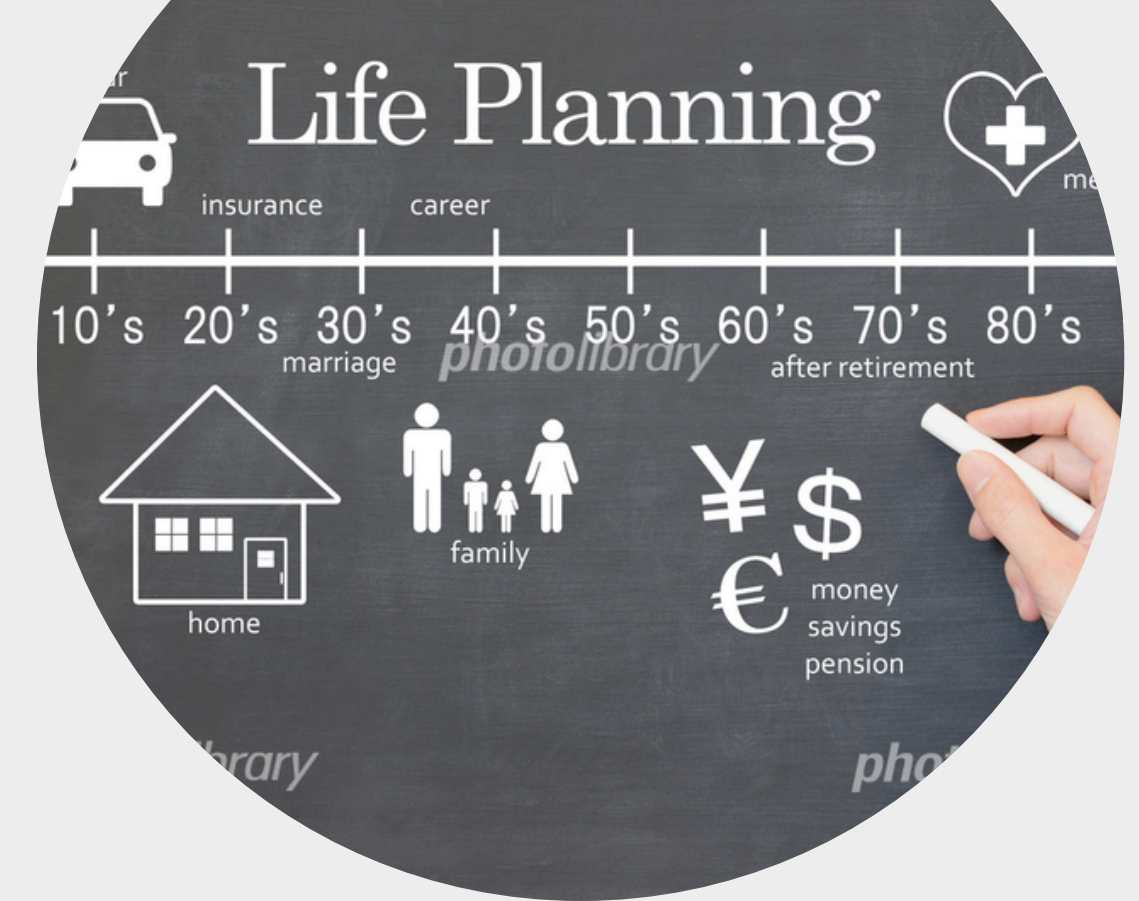 Life Planning
insurance
career
10's 20's 30's 40's 50's 60's 70's 80's
marriage
photolibrary
after retirement
family
home
¥
$
€
money
savings
pension